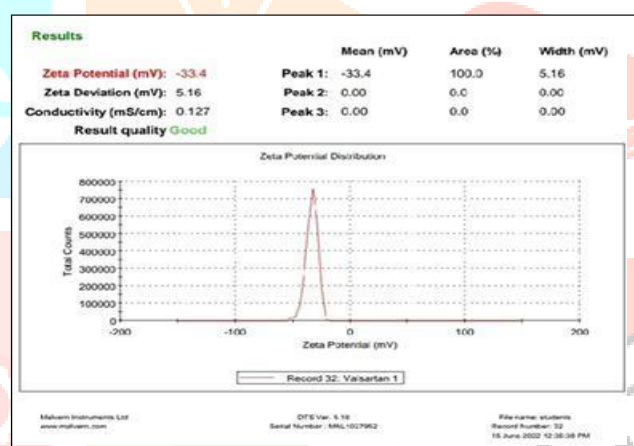 Results
Mean (mV) Area (%) Width (mV)
Zeta Potential (mV): -33.4 Peak 1: -33.4 100.0 5.16
Zeta Deviation (mV): 5.16 Peak 2: 0.00 0.0 0.00
Conductivity (mS/cm): 0.127 Peak 3: 0.00 0.0 0.00
Result quality Good
Zeta Potential Distribution
800000
700000
600000
500000
400000
300000
200000
100000
0
Total Counts
-200 -100 0 100 200
Zeta Potential (mV)
Record 32: Valsartan 1
Malvern Instruments Ltd
www.malvern.com
DTS Ver. 5.10
Serial Number : MAL1027962
File name: students
Record Number: 32
15 June 2022 12:38:38 PM